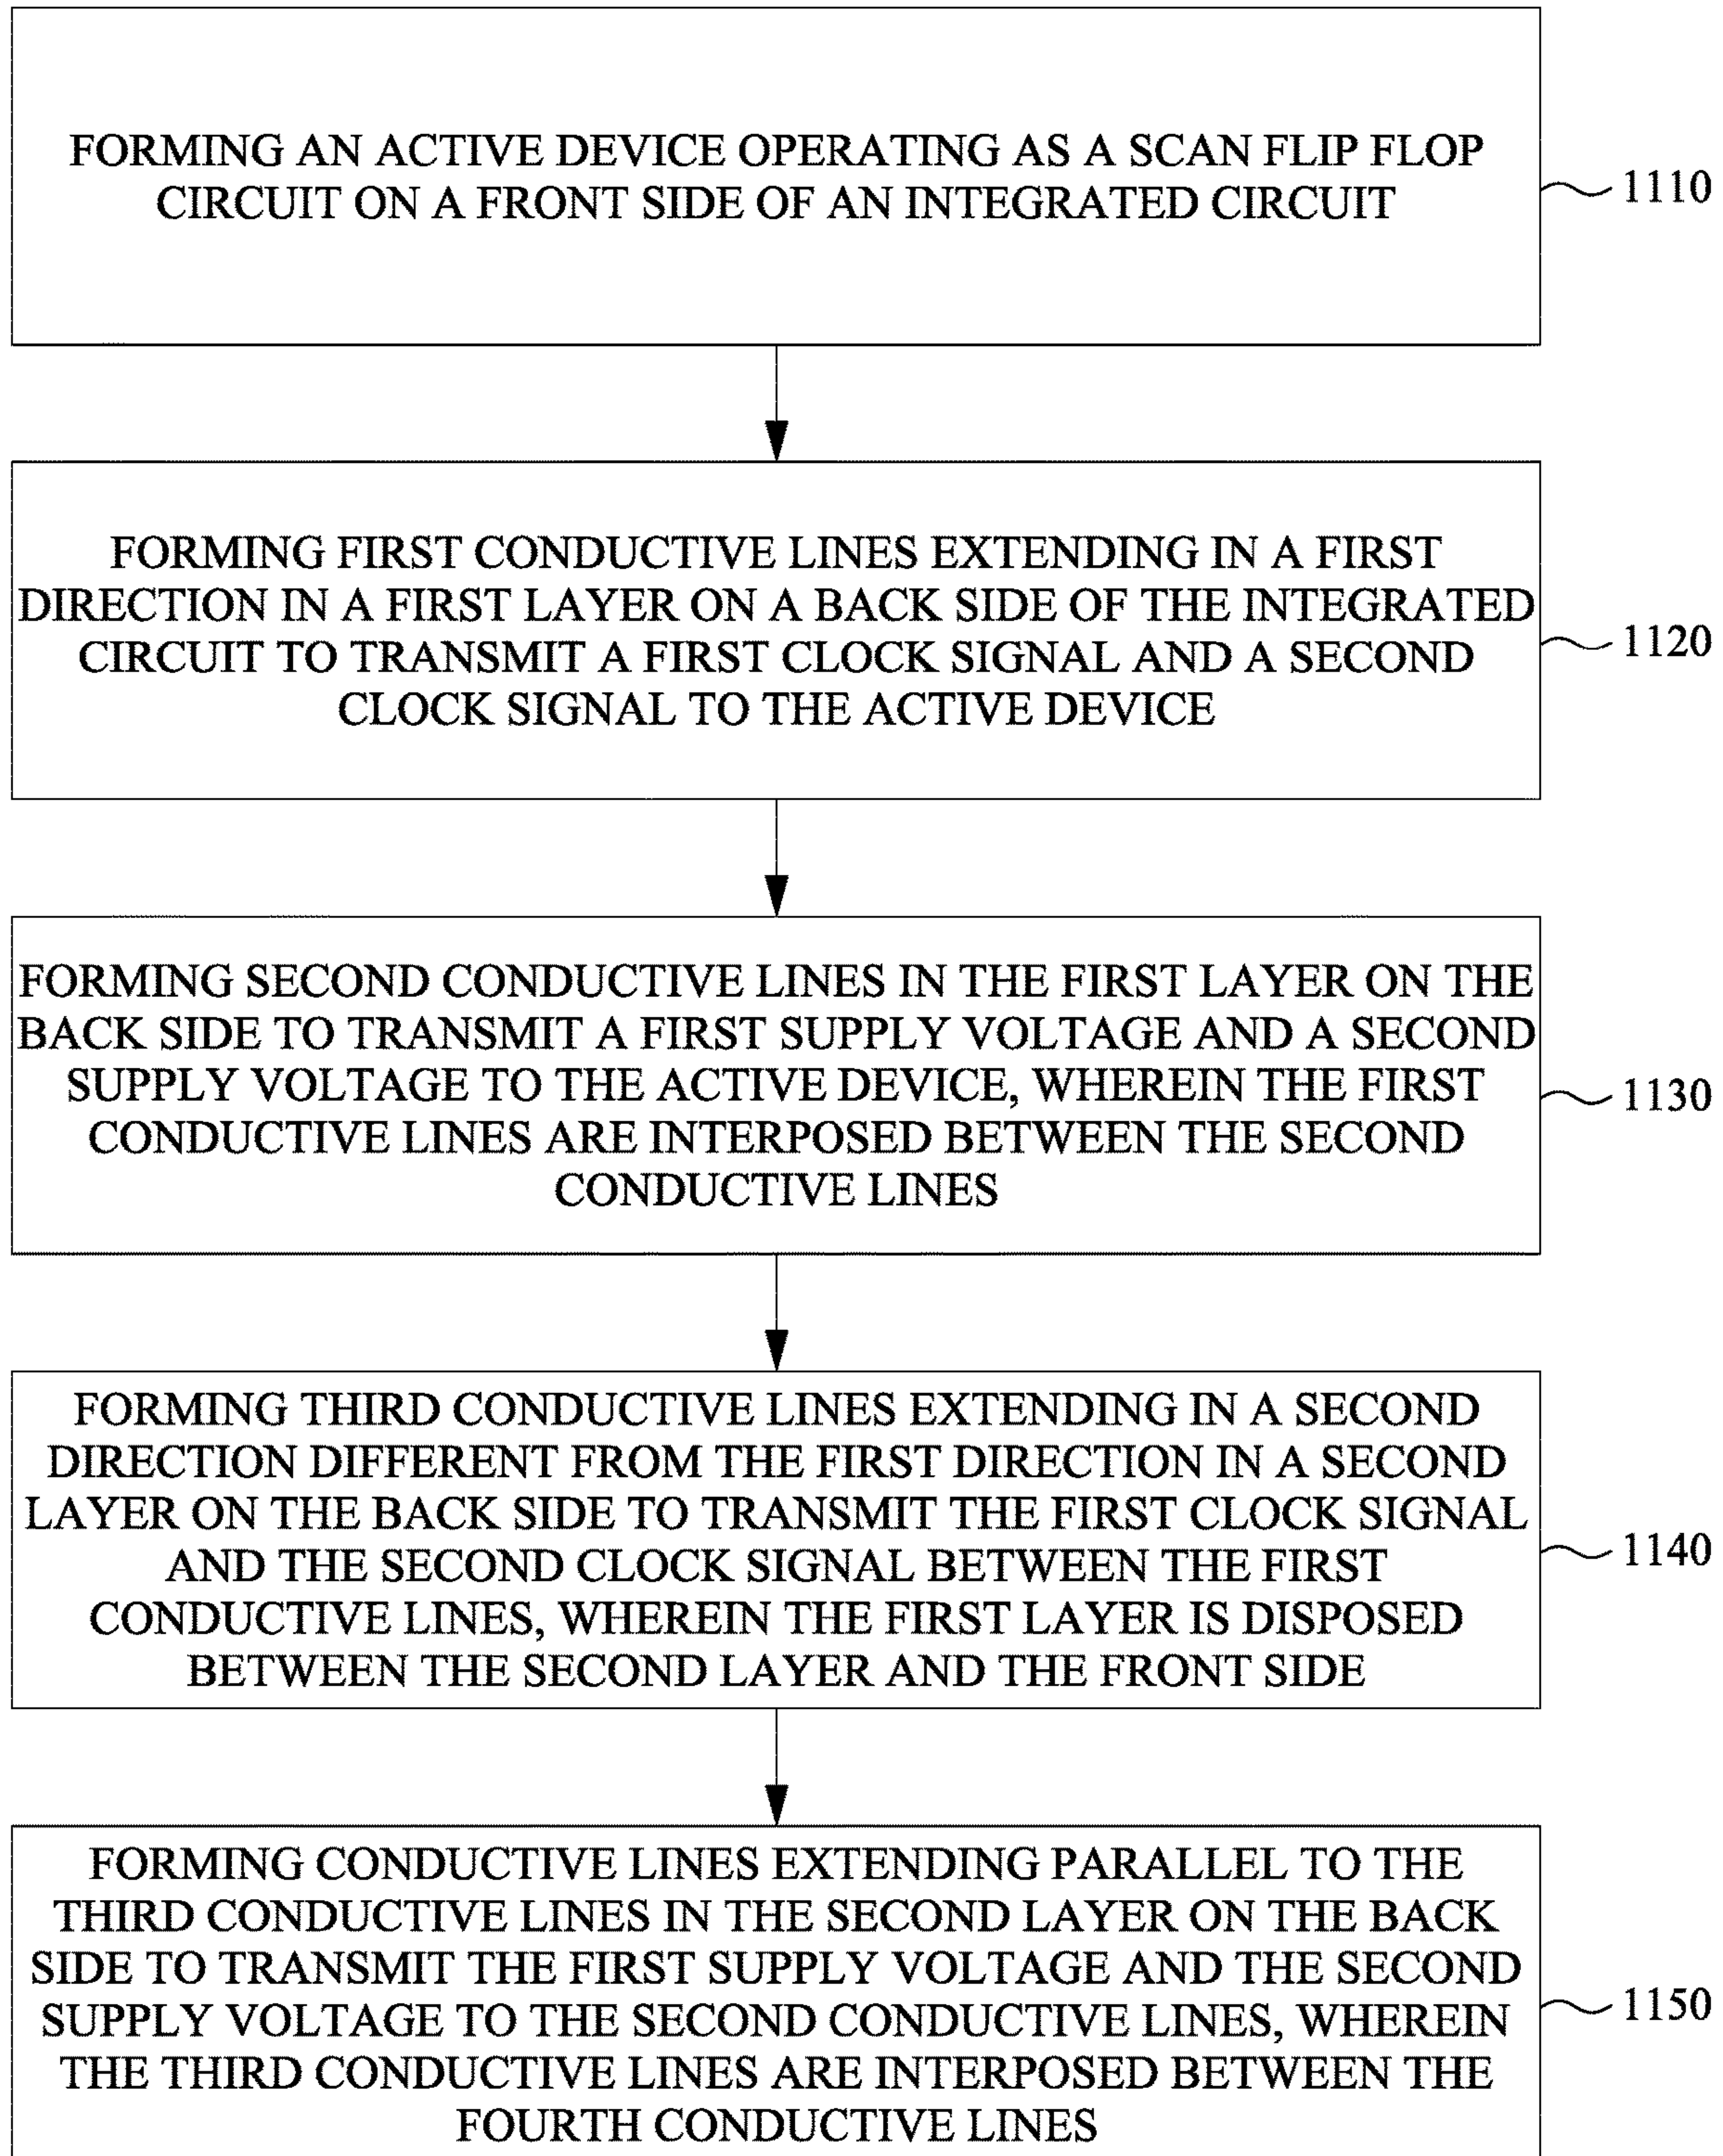 FORMING AN ACTIVE DEVICE OPERATING AS A SCAN FLIP FLOP
CIRCUIT ON A FRONT SIDE OF AN INTEGRATED CIRCUIT
1110
FORMING FIRST CONDUCTIVE LINES EXTENDING IN A FIRST
DIRECTION IN A FIRST LAYER ON A BACK SIDE OF THE INTEGRATED
CIRCUIT TO TRANSMIT A FIRST CLOCK SIGNAL AND A SECOND
CLOCK SIGNAL TO THE ACTIVE DEVICE
1120
FORMING SECOND CONDUCTIVE LINES IN THE FIRST LAYER ON THE
BACK SIDE TO TRANSMIT A FIRST SUPPLY VOLTAGE AND A SECOND
SUPPLY VOLTAGE TO THE ACTIVE DEVICE, WHEREIN THE FIRST
CONDUCTIVE LINES ARE INTERPOSED BETWEEN THE SECOND
CONDUCTIVE LINES
1130
FORMING THIRD CONDUCTIVE LINES EXTENDING IN A SECOND
DIRECTION DIFFERENT FROM THE FIRST DIRECTION IN A SECOND
LAYER ON THE BACK SIDE TO TRANSMIT THE FIRST CLOCK SIGNAL
AND THE SECOND CLOCK SIGNAL BETWEEN THE FIRST
CONDUCTIVE LINES, WHEREIN THE FIRST LAYER IS DISPOSED
BETWEEN THE SECOND LAYER AND THE FRONT SIDE
1140
FORMING CONDUCTIVE LINES EXTENDING PARALLEL TO THE
THIRD CONDUCTIVE LINES IN THE SECOND LAYER ON THE BACK
SIDE TO TRANSMIT THE FIRST SUPPLY VOLTAGE AND THE SECOND
SUPPLY VOLTAGE TO THE SECOND CONDUCTIVE LINES, WHEREIN
THE THIRD CONDUCTIVE LINES ARE INTERPOSED BETWEEN THE
FOURTH CONDUCTIVE LINES
1150